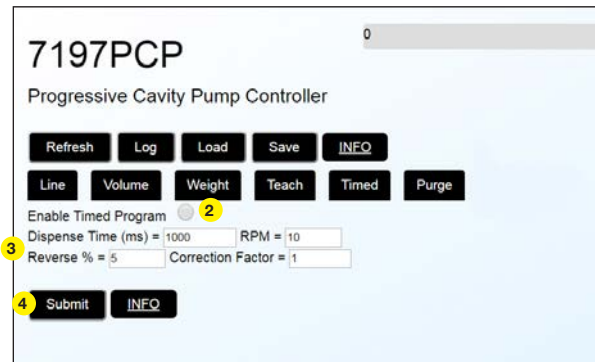 0
7197PCP
Progressive Cavity Pump Controller
Refresh Log Load Save INFO
Line Volume Weight Teach Timed Purge
Enable Timed Program 2
Dispense Time (ms) = 1000 RPM = 10
3
Reverse % = 5 Correction Factor = 1
4 Submit INFO